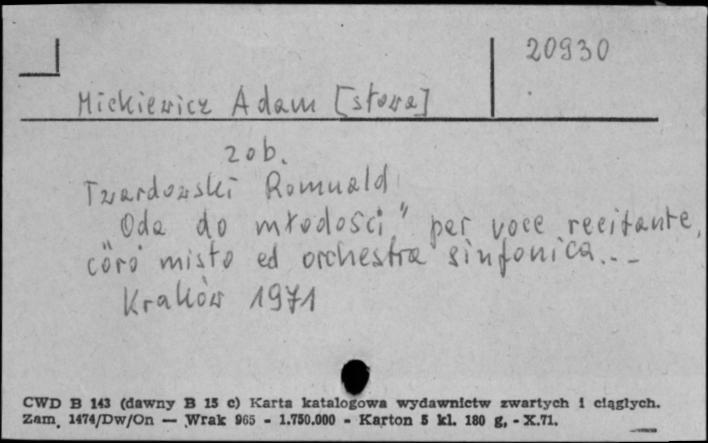 20930
Mickiewicz Adam [słowa]
zob.
Twardowski Romuald
"Oda do młodości" per voce recitante,
coro misto ed orchestra sinfonica...
Kraków 1971
CWD B 143 (dawny B 15 c) Karta katalogowa wydawnictw zwartych i ciągłych.
Zam. 1474/Dw/On — Wrak 965 - 1.750.000 - Karton 5 kl. 180 g. - X.71.